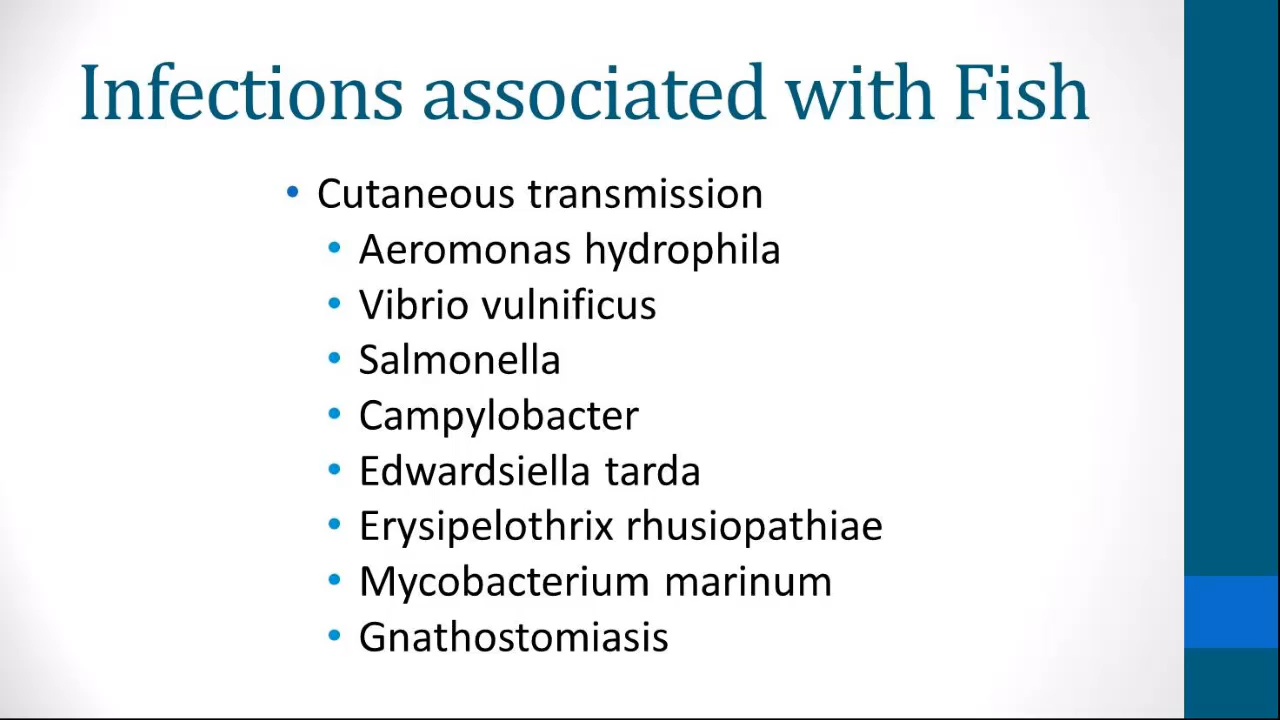 Infections associated with Fish
• Cutaneous transmission
• Aeromonas hydrophila
• Vibrio vulnificus
• Salmonella
• Campylobacter
• Edwardsiella tarda
• Erysipelothrix rhusiopathiae
• Mycobacterium marinum
• Gnathostomiasis